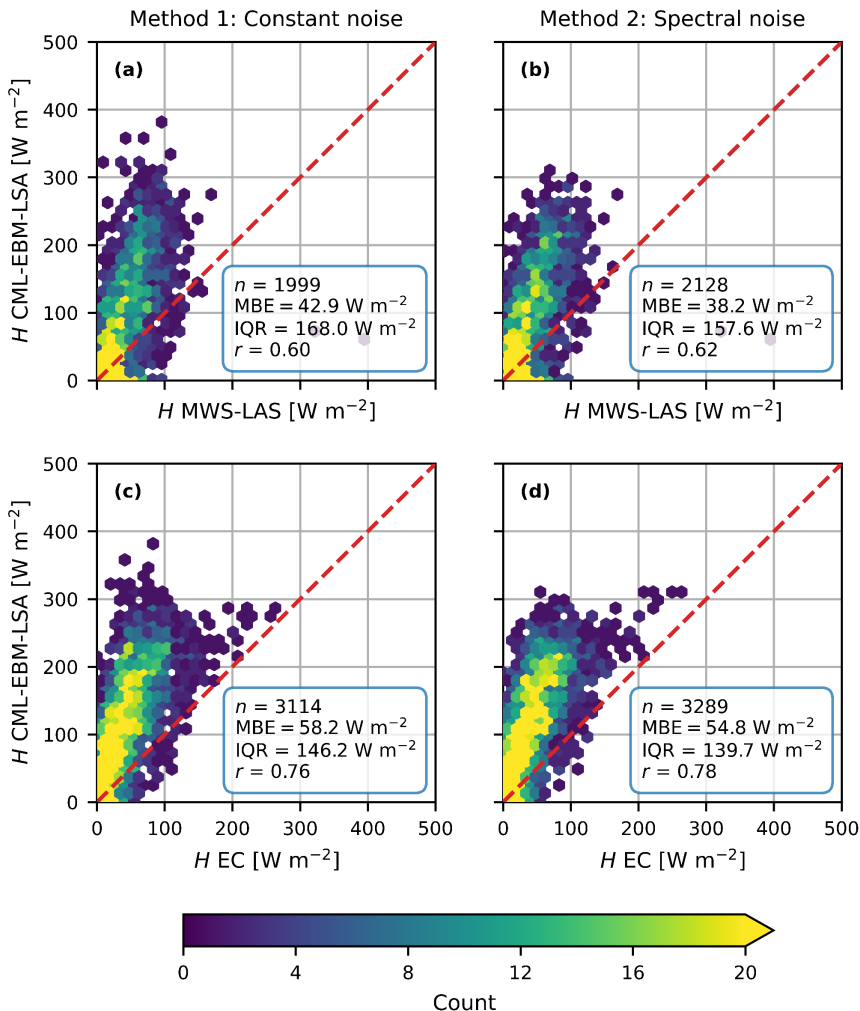 Method 1: Constant noise
Method 2: Spectral noise
500
400
300
200
100
0
H CML-EBM-LSA [W m⁻²]
(a)
n = 1999
MBE = 42.9 W m⁻²
IQR = 168.0 W m⁻²
r = 0.60
H MWS-LAS [W m⁻²]
(b)
n = 2128
MBE = 38.2 W m⁻²
IQR = 157.6 W m⁻²
r = 0.62
H MWS-LAS [W m⁻²]
500
400
300
200
100
0
H CML-EBM-LSA [W m⁻²]
(c)
n = 3114
MBE = 58.2 W m⁻²
IQR = 146.2 W m⁻²
r = 0.76
0 100 200 300 400 500
H EC [W m⁻²]
(d)
n = 3289
MBE = 54.8 W m⁻²
IQR = 139.7 W m⁻²
r = 0.78
0 100 200 300 400 500
H EC [W m⁻²]
0 4 8 12 16 20
Count